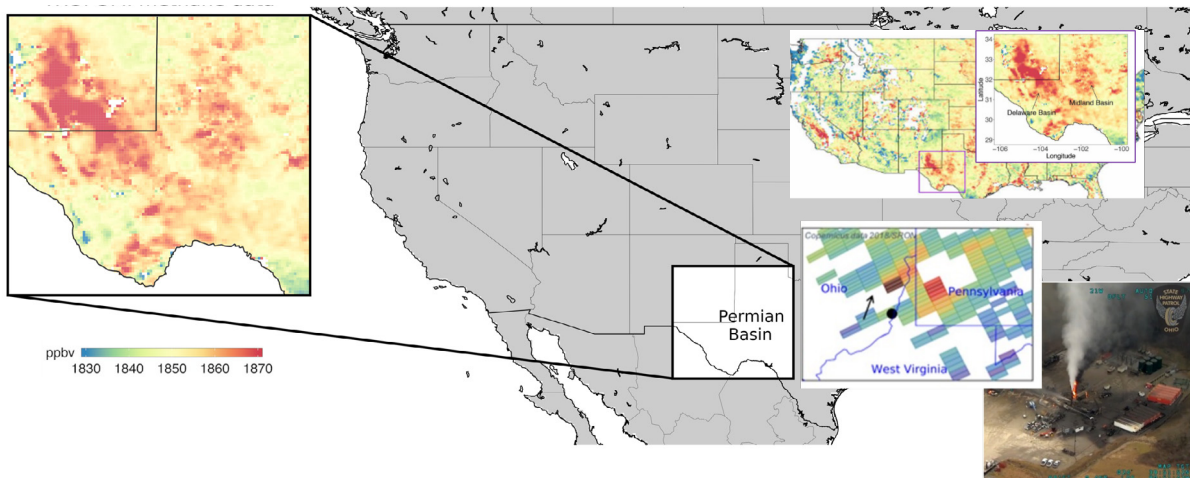 ppbv
1830 1840 1850 1860 1870
Permian
Basin
Latitude
34
33
32
31
30
29
Delaware Basin
Midland Basin
−106 −104 −102 −100
Longitude
Copernicus data 2018/SRON
Ohio
Pennsylvania
West Virginia
STATE
HIGHWAY
PATROL
OHIO